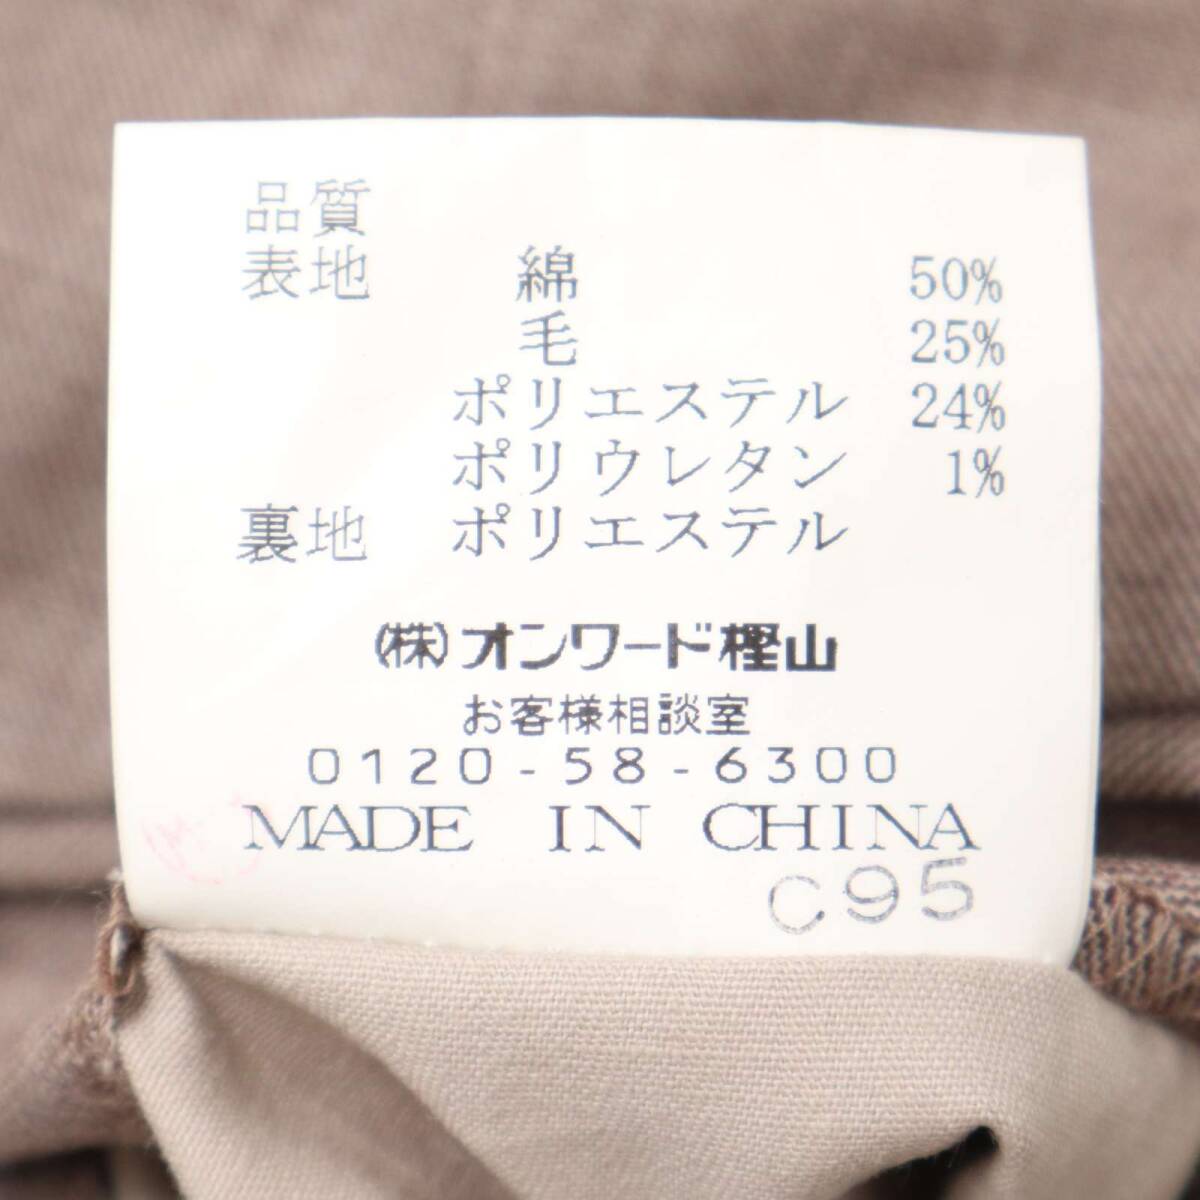 品質
表地 綿 50%
毛 25%
ポリエステル 24%
ポリウレタン 1%
裏地 ポリエステル
(株)オンワード樫山
お客様相談室
0120-58-6300
MADE IN CHINA
C95